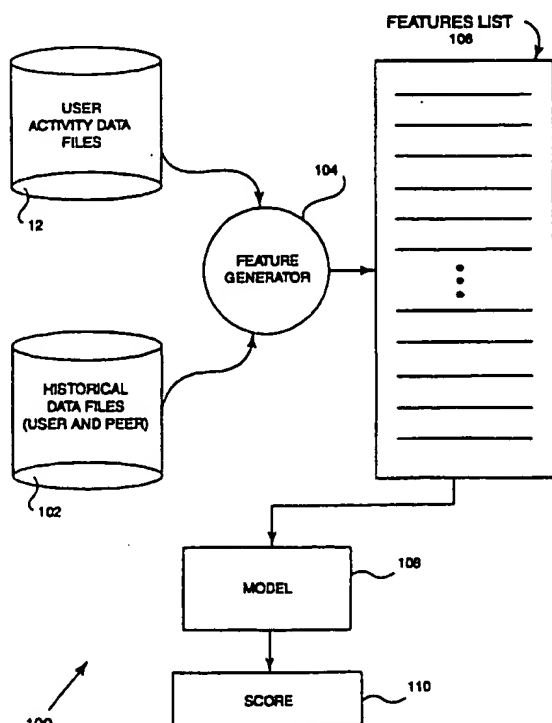 FEATURES LIST
106
USER
ACTIVITY DATA
FILES
12
104
FEATURE
GENERATOR
HISTORICAL
DATA FILES
(USER AND PEER)
102
MODEL
108
SCORE
110
100